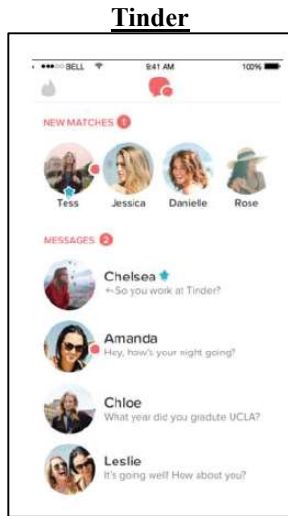 Tinder
BELL 9:41 AM 100%
NEW MATCHES 1
Tess Jessica Danielle Rose
MESSAGES 2
Chelsea
So you work at Tinder?
Amanda
Hey, how's your night going?
Chloe
What year did you gradute UCLA?
Leslie
It's going well! How about you?